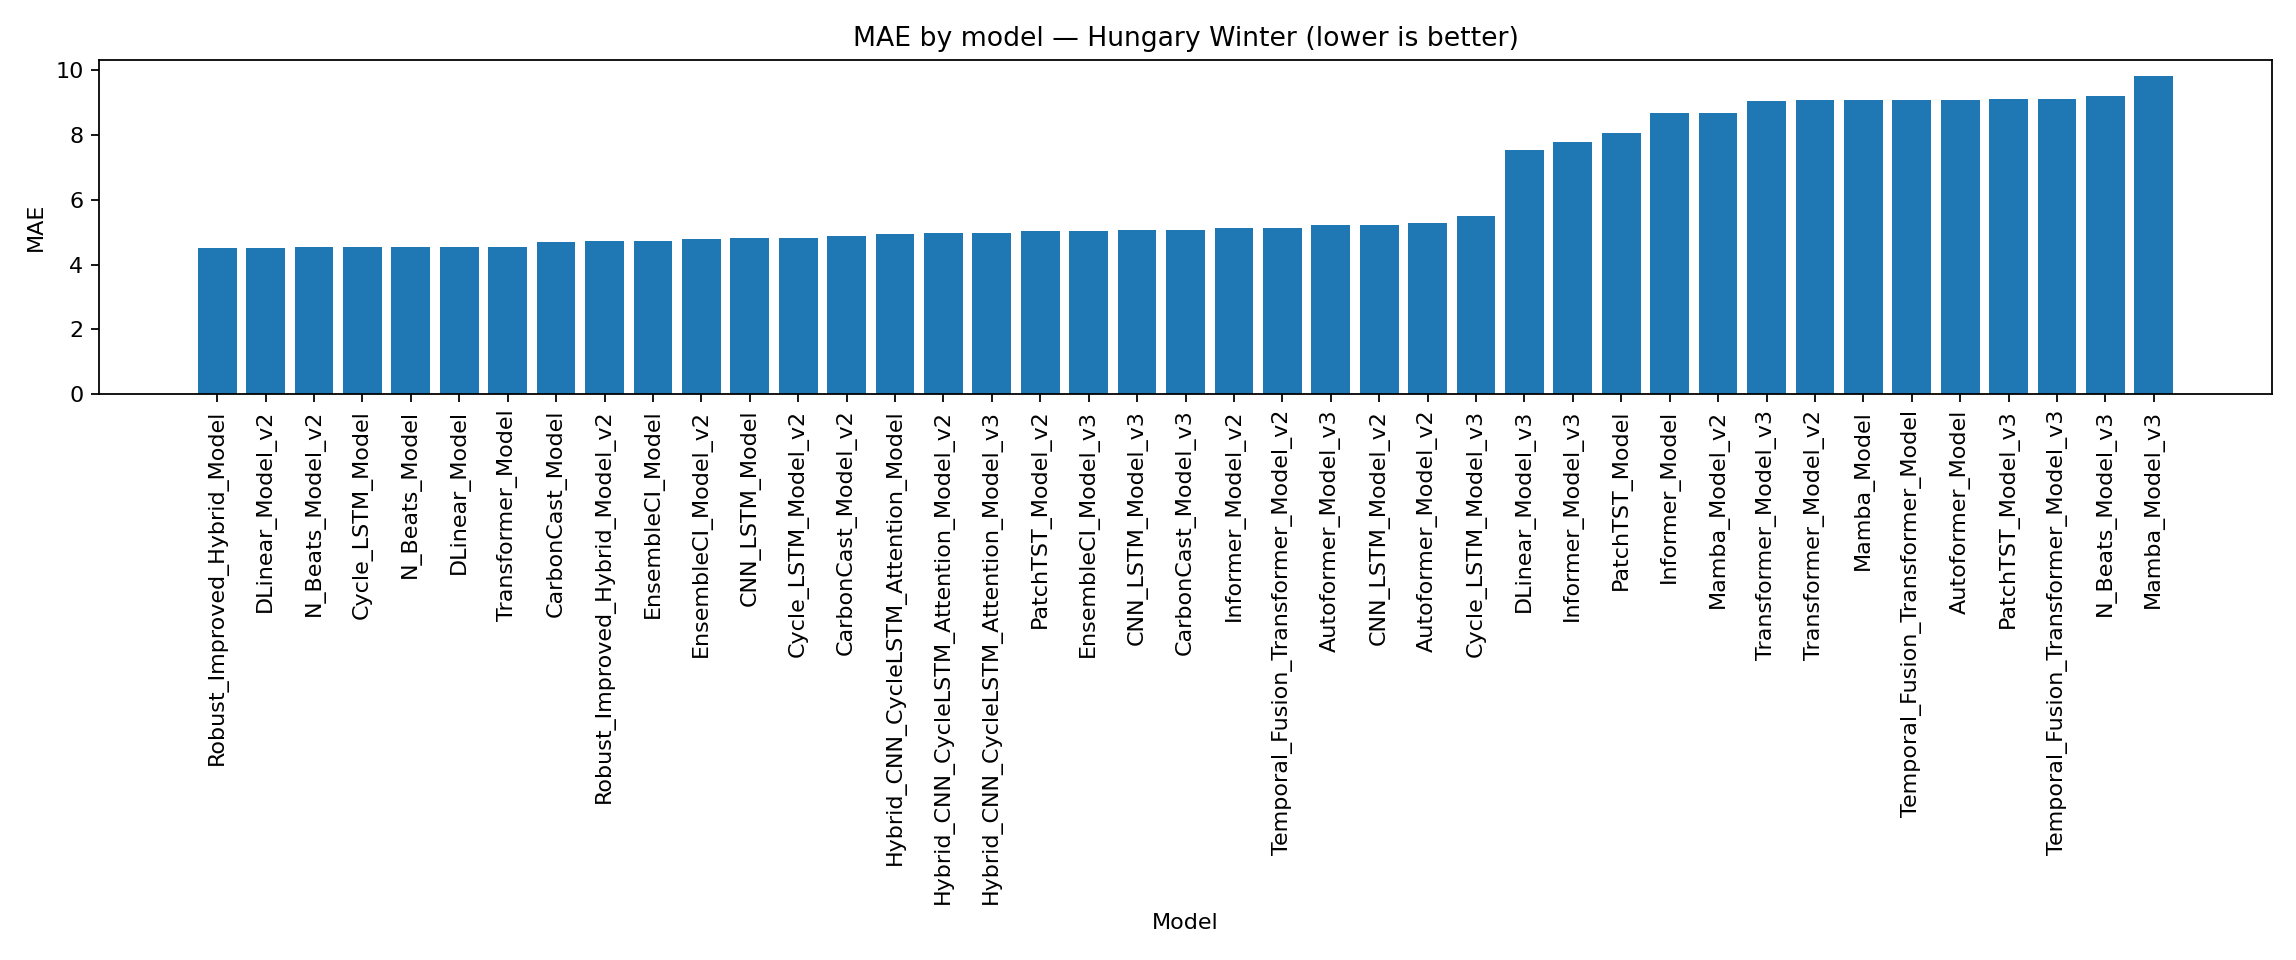 MAE by model — Hungary Winter (lower is better)
MAE
10
8
6
4
2
0
Robust_Improved_Hybrid_Model
DLinear_Model_v2
N_Beats_Model_v2
Cycle_LSTM_Model
N_Beats_Model
DLinear_Model
Transformer_Model
CarbonCast_Model
Robust_Improved_Hybrid_Model_v2
EnsembleCI_Model
EnsembleCI_Model_v2
CNN_LSTM_Model
Cycle_LSTM_Model_v2
CarbonCast_Model_v2
Hybrid_CNN_CycleLSTM_Attention_Model
Hybrid_CNN_CycleLSTM_Attention_Model_v2
Hybrid_CNN_CycleLSTM_Attention_Model_v3
PatchTST_Model_v2
EnsembleCI_Model_v3
CNN_LSTM_Model_v3
CarbonCast_Model_v3
Informer_Model_v2
Temporal_Fusion_Transformer_Model_v2
Autoformer_Model_v3
CNN_LSTM_Model_v2
Autoformer_Model_v2
Cycle_LSTM_Model_v3
DLinear_Model_v3
Informer_Model_v3
PatchTST_Model
Informer_Model
Mamba_Model_v2
Transformer_Model_v3
Transformer_Model_v2
Mamba_Model
Temporal_Fusion_Transformer_Model
Autoformer_Model
PatchTST_Model_v3
Temporal_Fusion_Transformer_Model_v3
N_Beats_Model_v3
Mamba_Model_v3
Model